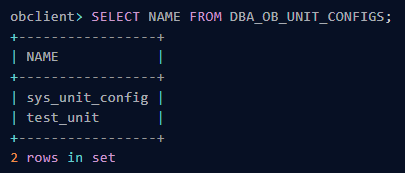 obclient> SELECT NAME FROM DBA_OB_UNIT_CONFIGS;
+-----------------+
| NAME            |
+-----------------+
| sys_unit_config |
| test_unit       |
+-----------------+
2 rows in set